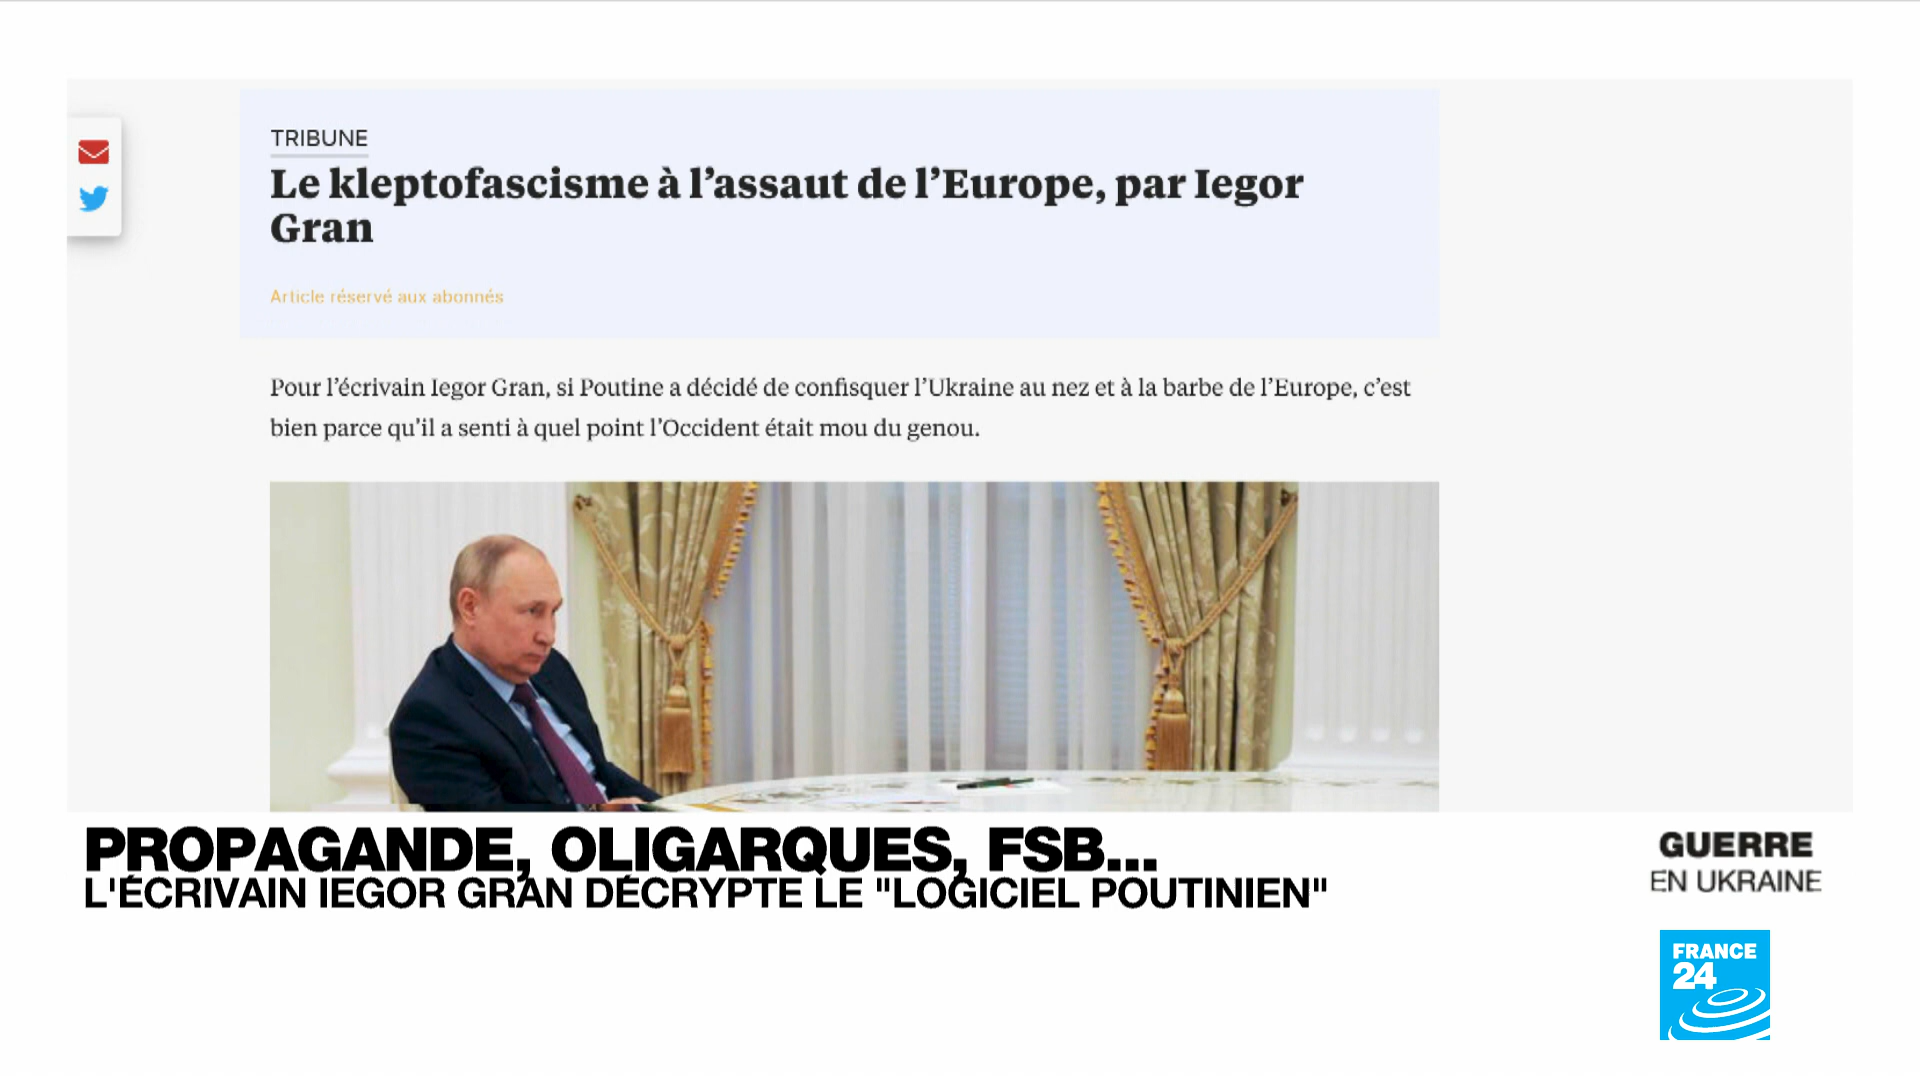 TRIBUNE
Le kleptofascisme à l’assaut de l’Europe, par Iegor
Gran
Article réservé aux abonnés
Pour l’écrivain Iegor Gran, si Poutine a décidé de confisquer l’Ukraine au nez et à la barbe de l’Europe, c’est
bien parce qu’il a senti à quel point l’Occident était mou du genou.
PROPAGANDE, OLIGARQUES, FSB...
L'ÉCRIVAIN IEGOR GRAN DÉCRYPTE LE "LOGICIEL POUTINIEN"
GUERRE
EN UKRAINE
FRANCE
24